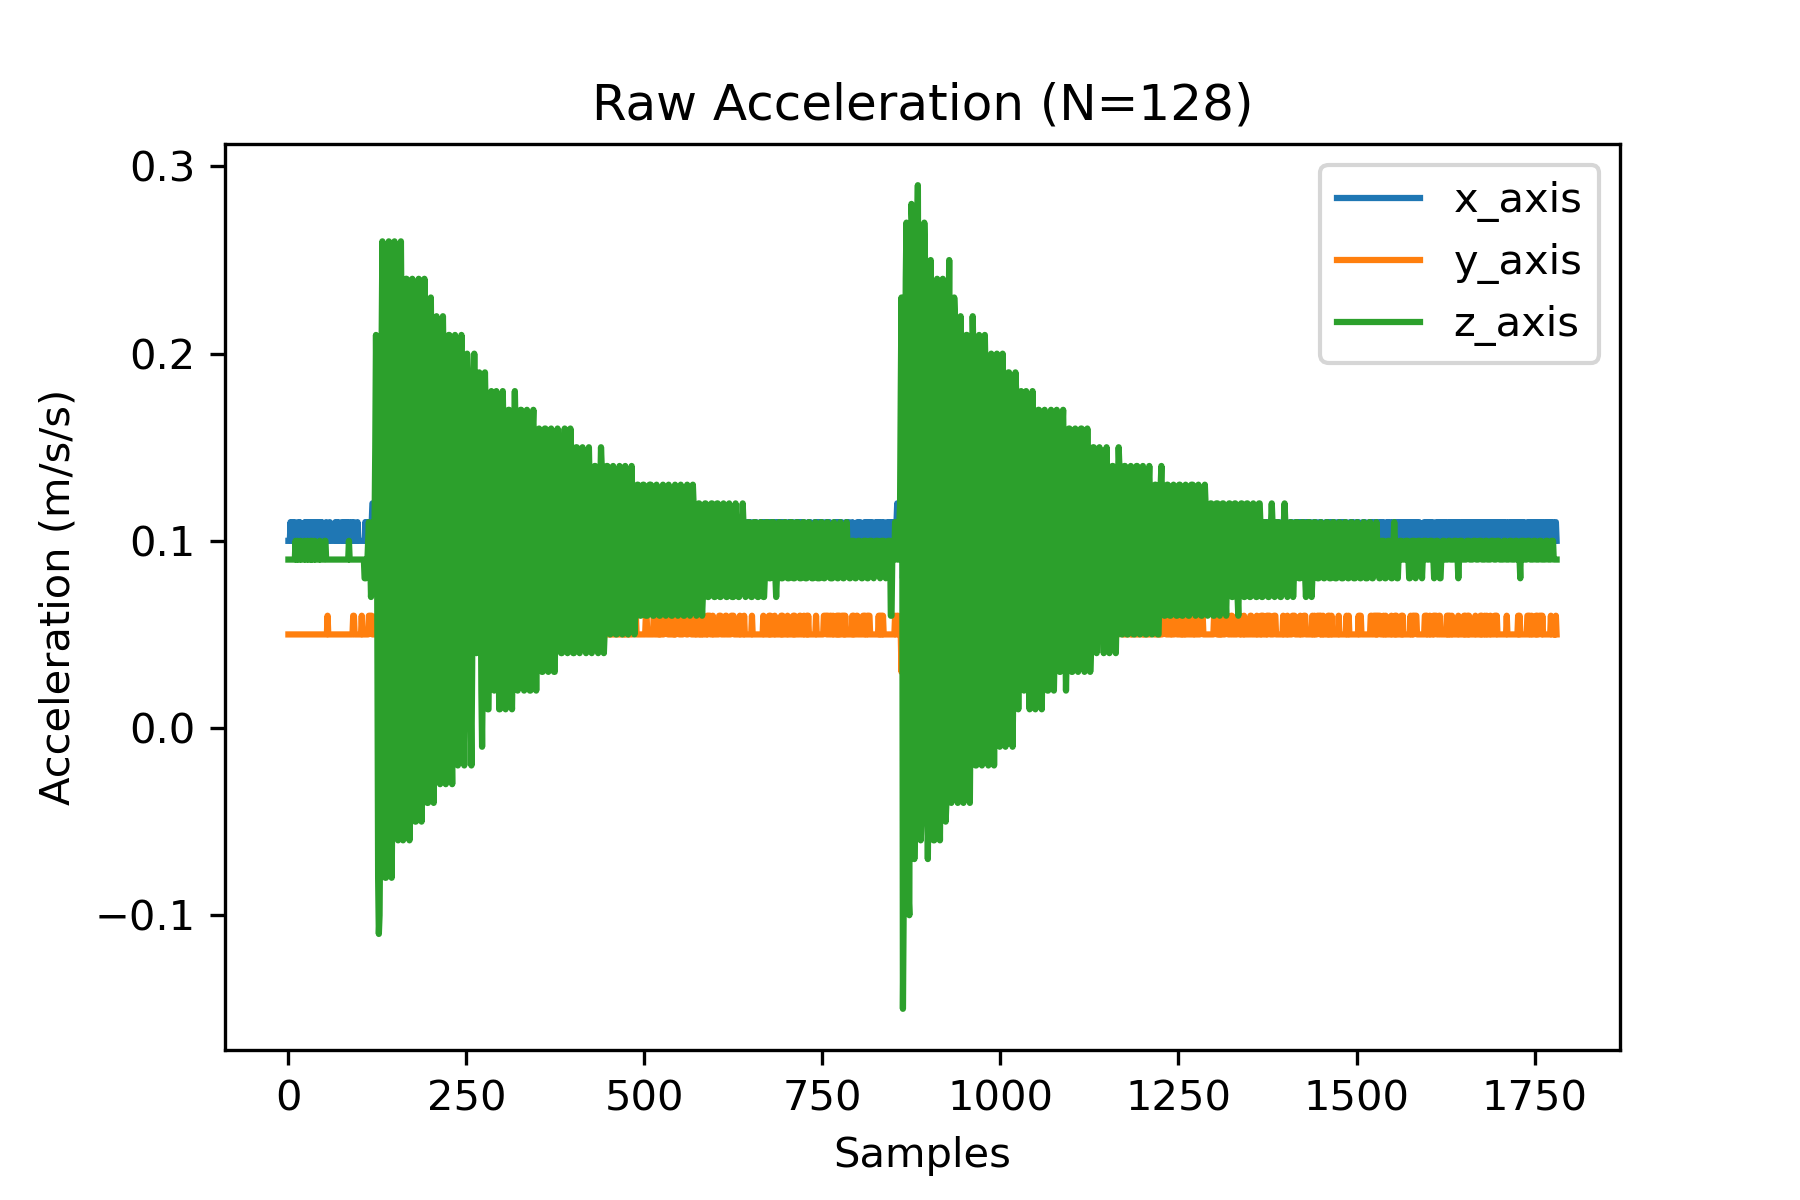 Raw Acceleration (N=128)
0.3
0.2
0.1
0.0
−0.1
Acceleration (m/s/s)
x_axis
y_axis
z_axis
0 250 500 750 1000 1250 1500 1750
Samples